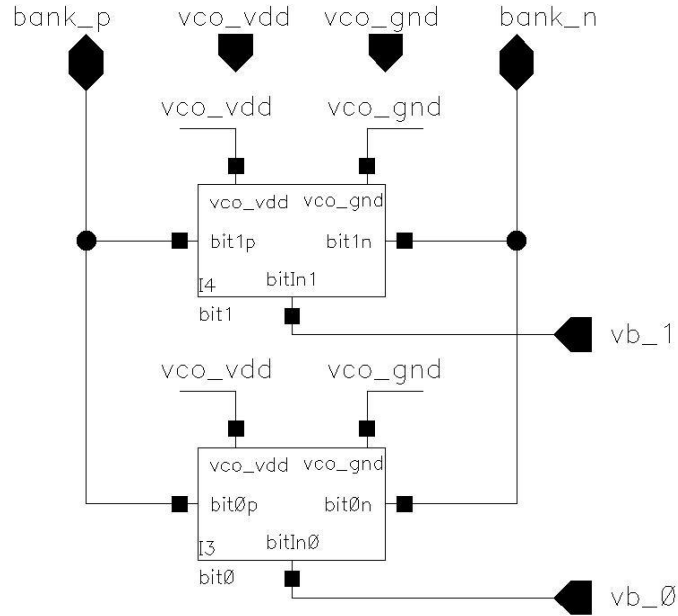 bank_p vco_vdd vco_gnd bank_n
vco_vdd vco_gnd
vco_vdd vco_gnd
bit1p bit1n
I4 bitIn1
bit1
vb_1
vco_vdd vco_gnd
vco_vdd vco_gnd
bit0p bit0n
I3 bitIn0
bit0
vb_0